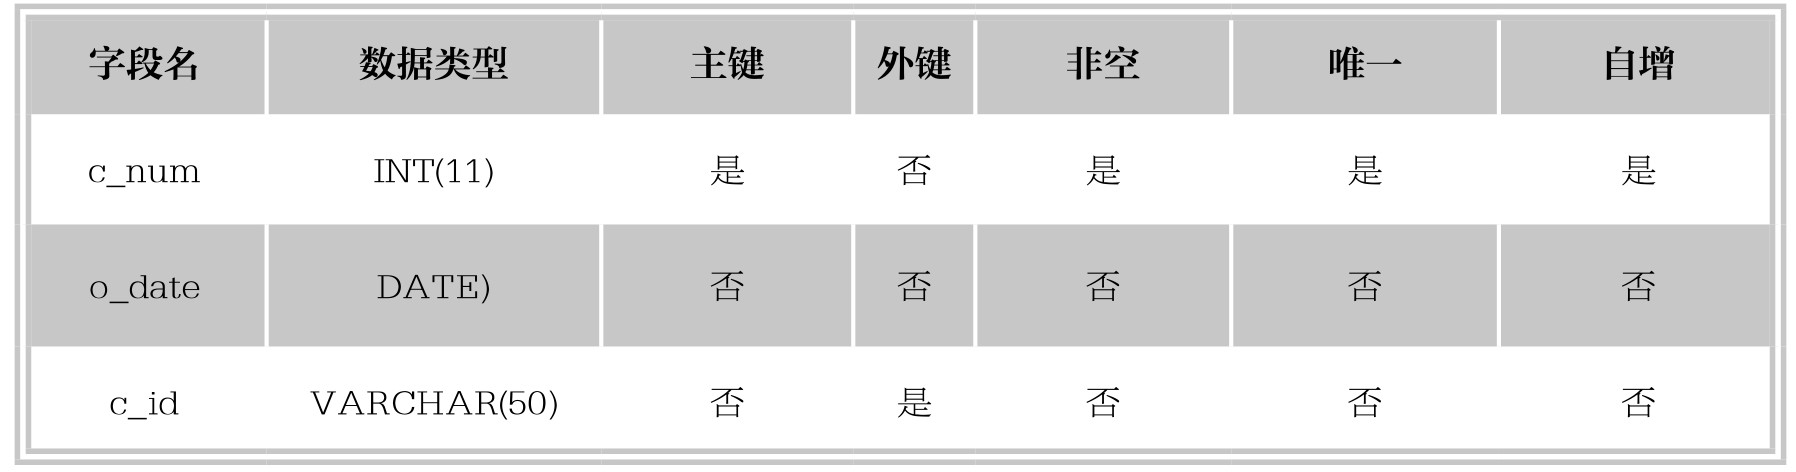 字段名 数据类型 主键 外键 非空 唯一 自增
c_num INT(11) 是 否 是 是 是
o_date DATE) 否 否 否 否 否
c_id VARCHAR(50) 否 是 否 否 否